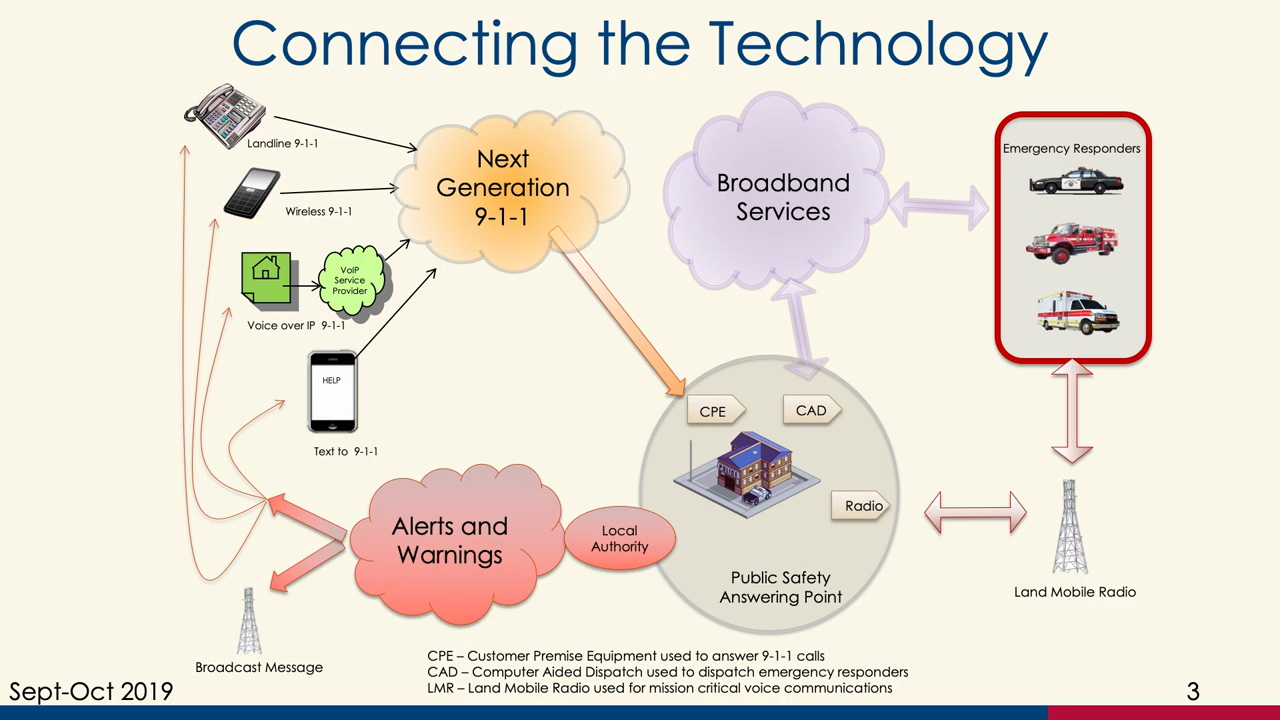 Connecting the Technology
Landline 9-1-1
Wireless 9-1-1
VoIP
Service
Provider
Voice over IP 9-1-1
HELP
Text to 9-1-1
Next
Generation
9-1-1
Broadband
Services
Emergency Responders
CPE
CAD
Radio
Public Safety
Answering Point
Local
Authority
Alerts and
Warnings
Land Mobile Radio
Broadcast Message
CPE – Customer Premise Equipment used to answer 9-1-1 calls
CAD – Computer Aided Dispatch used to dispatch emergency responders
LMR – Land Mobile Radio used for mission critical voice communications
Sept-Oct 2019
3